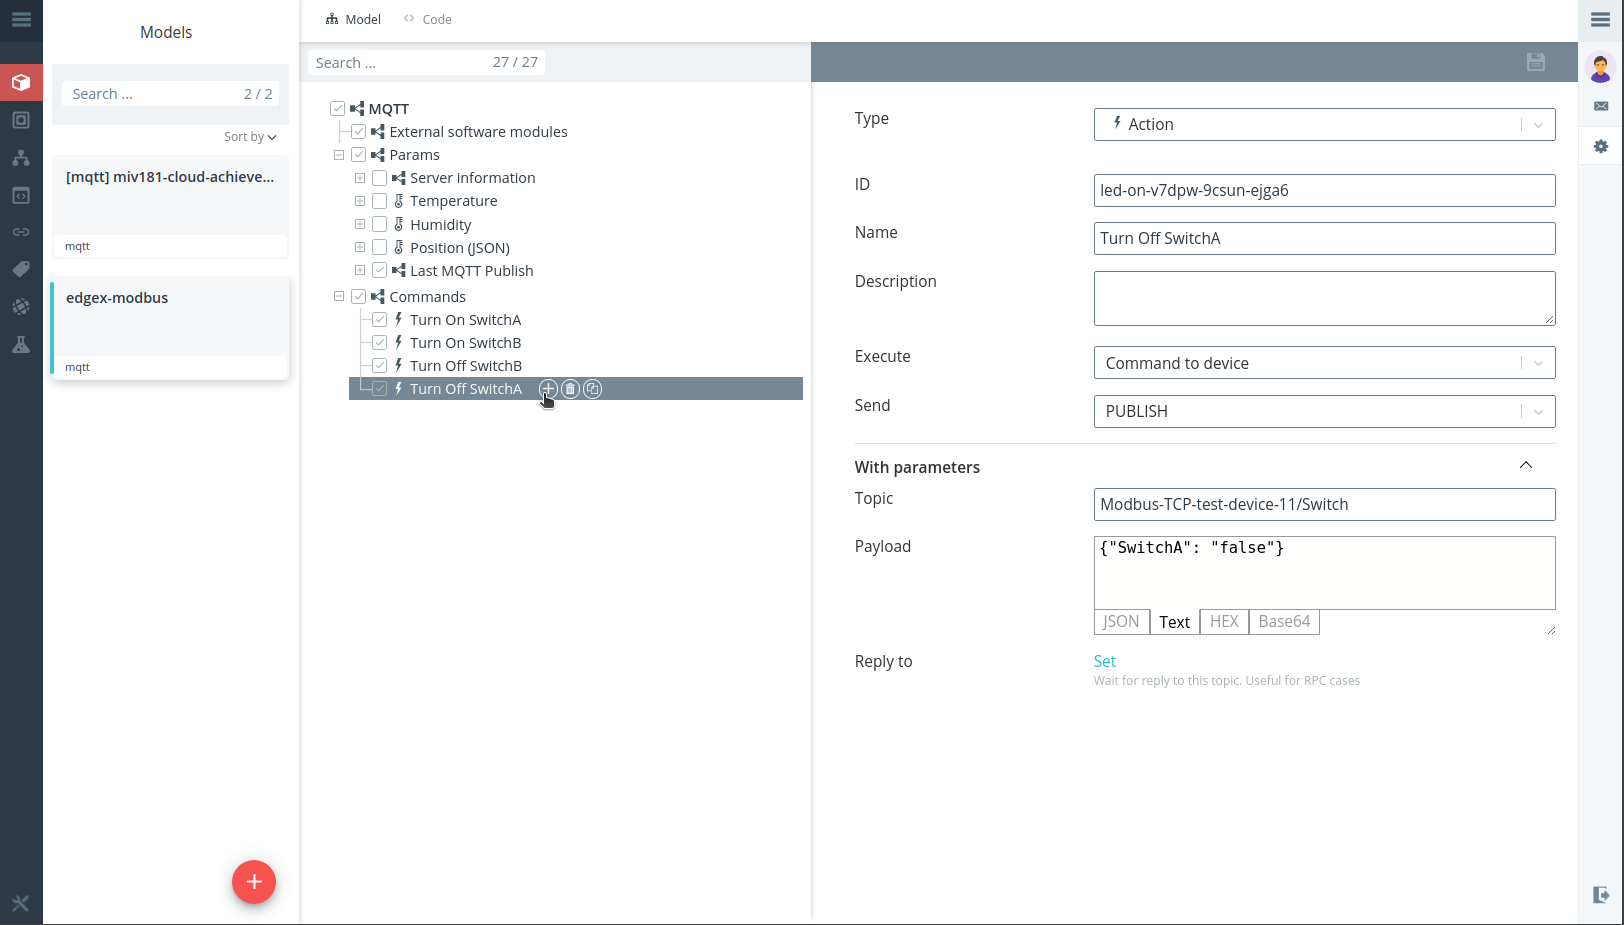 Models
Search ...
2 / 2
Sort by
[mqtt] miv181-cloud-achieve...
mqtt
edgex-modbus
mqtt
Model
Code
Search ...
27 / 27
MQTT
External software modules
Params
Server information
Temperature
Humidity
Position (JSON)
Last MQTT Publish
Commands
Turn On SwitchA
Turn On SwitchB
Turn Off SwitchB
Turn Off SwitchA
Type
Action
ID
led-on-v7dpw-9csun-ejga6
Name
Turn Off SwitchA
Description
Execute
Command to device
Send
PUBLISH
With parameters
Topic
Modbus-TCP-test-device-11/Switch
Payload
{"SwitchA": "false"}
JSON
Text
HEX
Base64
Reply to
Set
Wait for reply to this topic. Useful for RPC cases